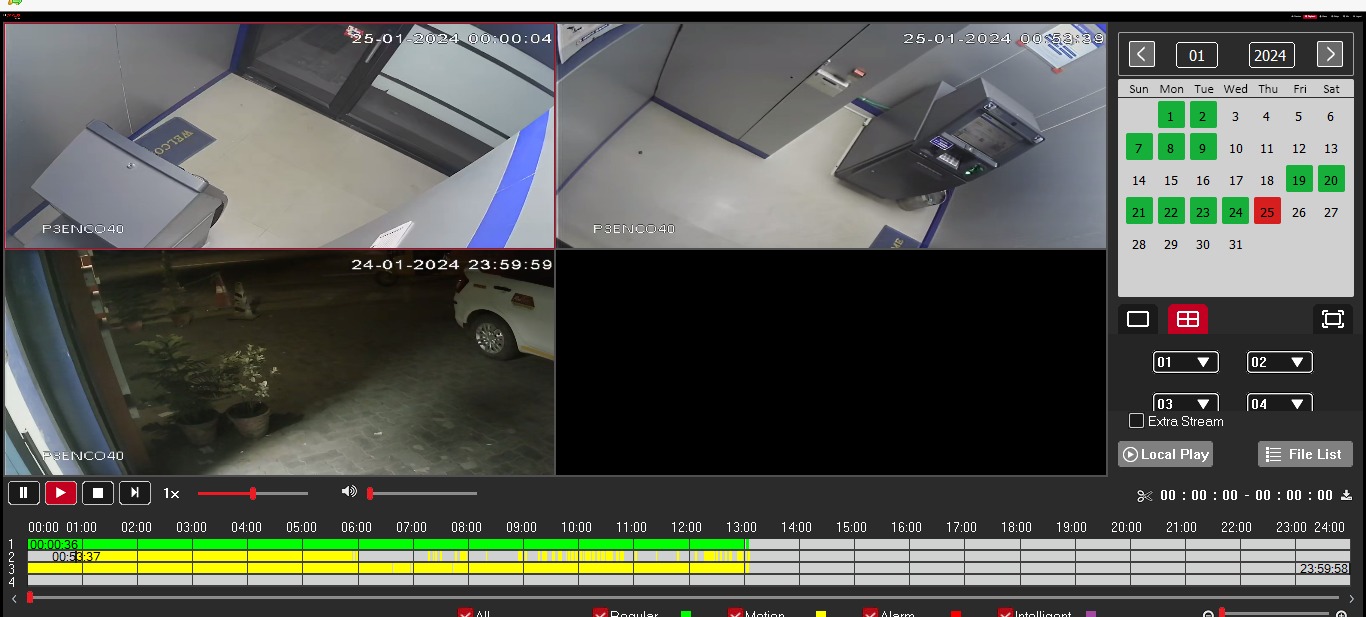 25-01-2024 00:00:04
25-01-2024 00:53:39
01
2024
Sun Mon Tue Wed Thu Fri Sat
1 2 3 4 5 6
7 8 9 10 11 12 13
14 15 16 17 18 19 20
21 22 23 24 25 26 27
28 29 30 31
WELCO
P3ENCO40
P3ENCO40
24-01-2024 23:59:59
01 02
03 04
Extra Stream
P3ENCO40
Local Play
File List
1x
00 : 00 : 00 - 00 : 00 : 00
00:00 01:00 02:00 03:00 04:00 05:00 06:00 07:00 08:00 09:00 10:00 11:00 12:00 13:00 14:00 15:00 16:00 17:00 18:00 19:00 20:00 21:00 22:00 23:00 24:00
1 00:00:36
2 00:53:37
3 23:59:58
4
All Regular Motion Alarm Intelligent